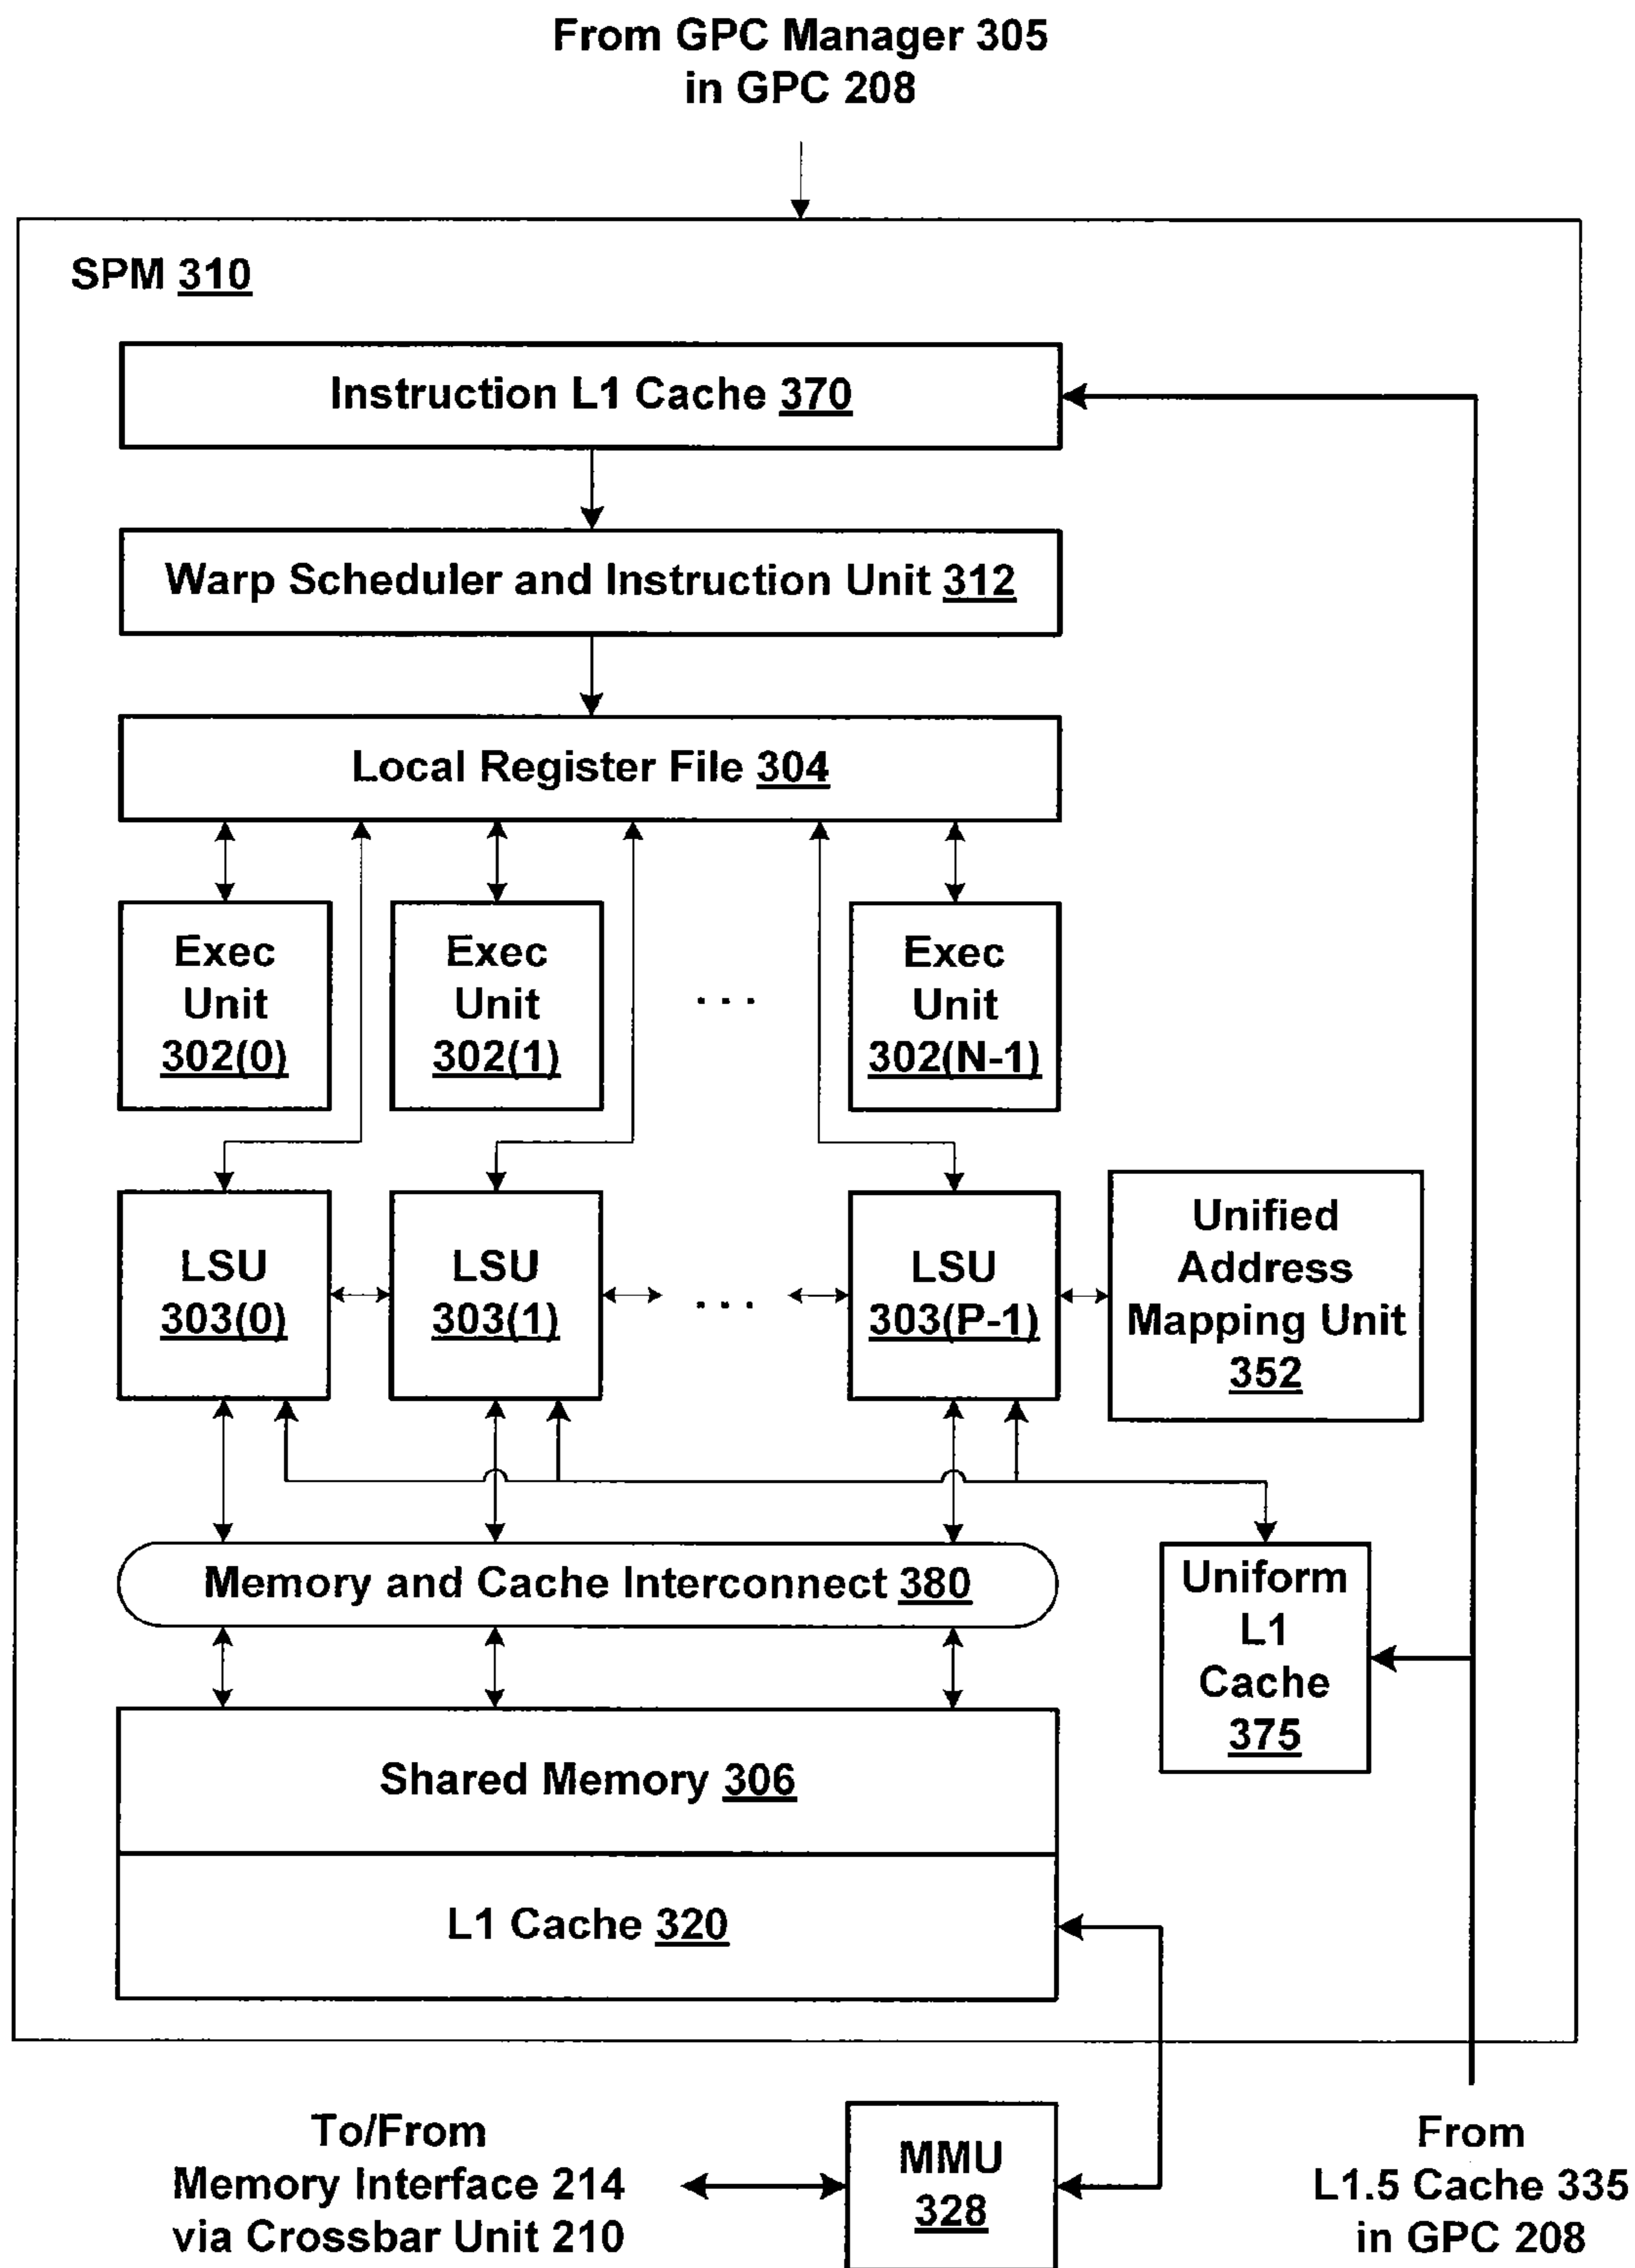 From GPC Manager 305
in GPC 208
SPM 310
Instruction L1 Cache 370
Warp Scheduler and Instruction Unit 312
Local Register File 304
Exec
Unit
302(0)
Exec
Unit
302(1)
. . .
Exec
Unit
302(N-1)
LSU
303(0)
LSU
303(1)
. . .
LSU
303(P-1)
Unified
Address
Mapping Unit
352
Memory and Cache Interconnect 380
Uniform
L1
Cache
375
Shared Memory 306
L1 Cache 320
To/From
Memory Interface 214
via Crossbar Unit 210
MMU
328
From
L1.5 Cache 335
in GPC 208